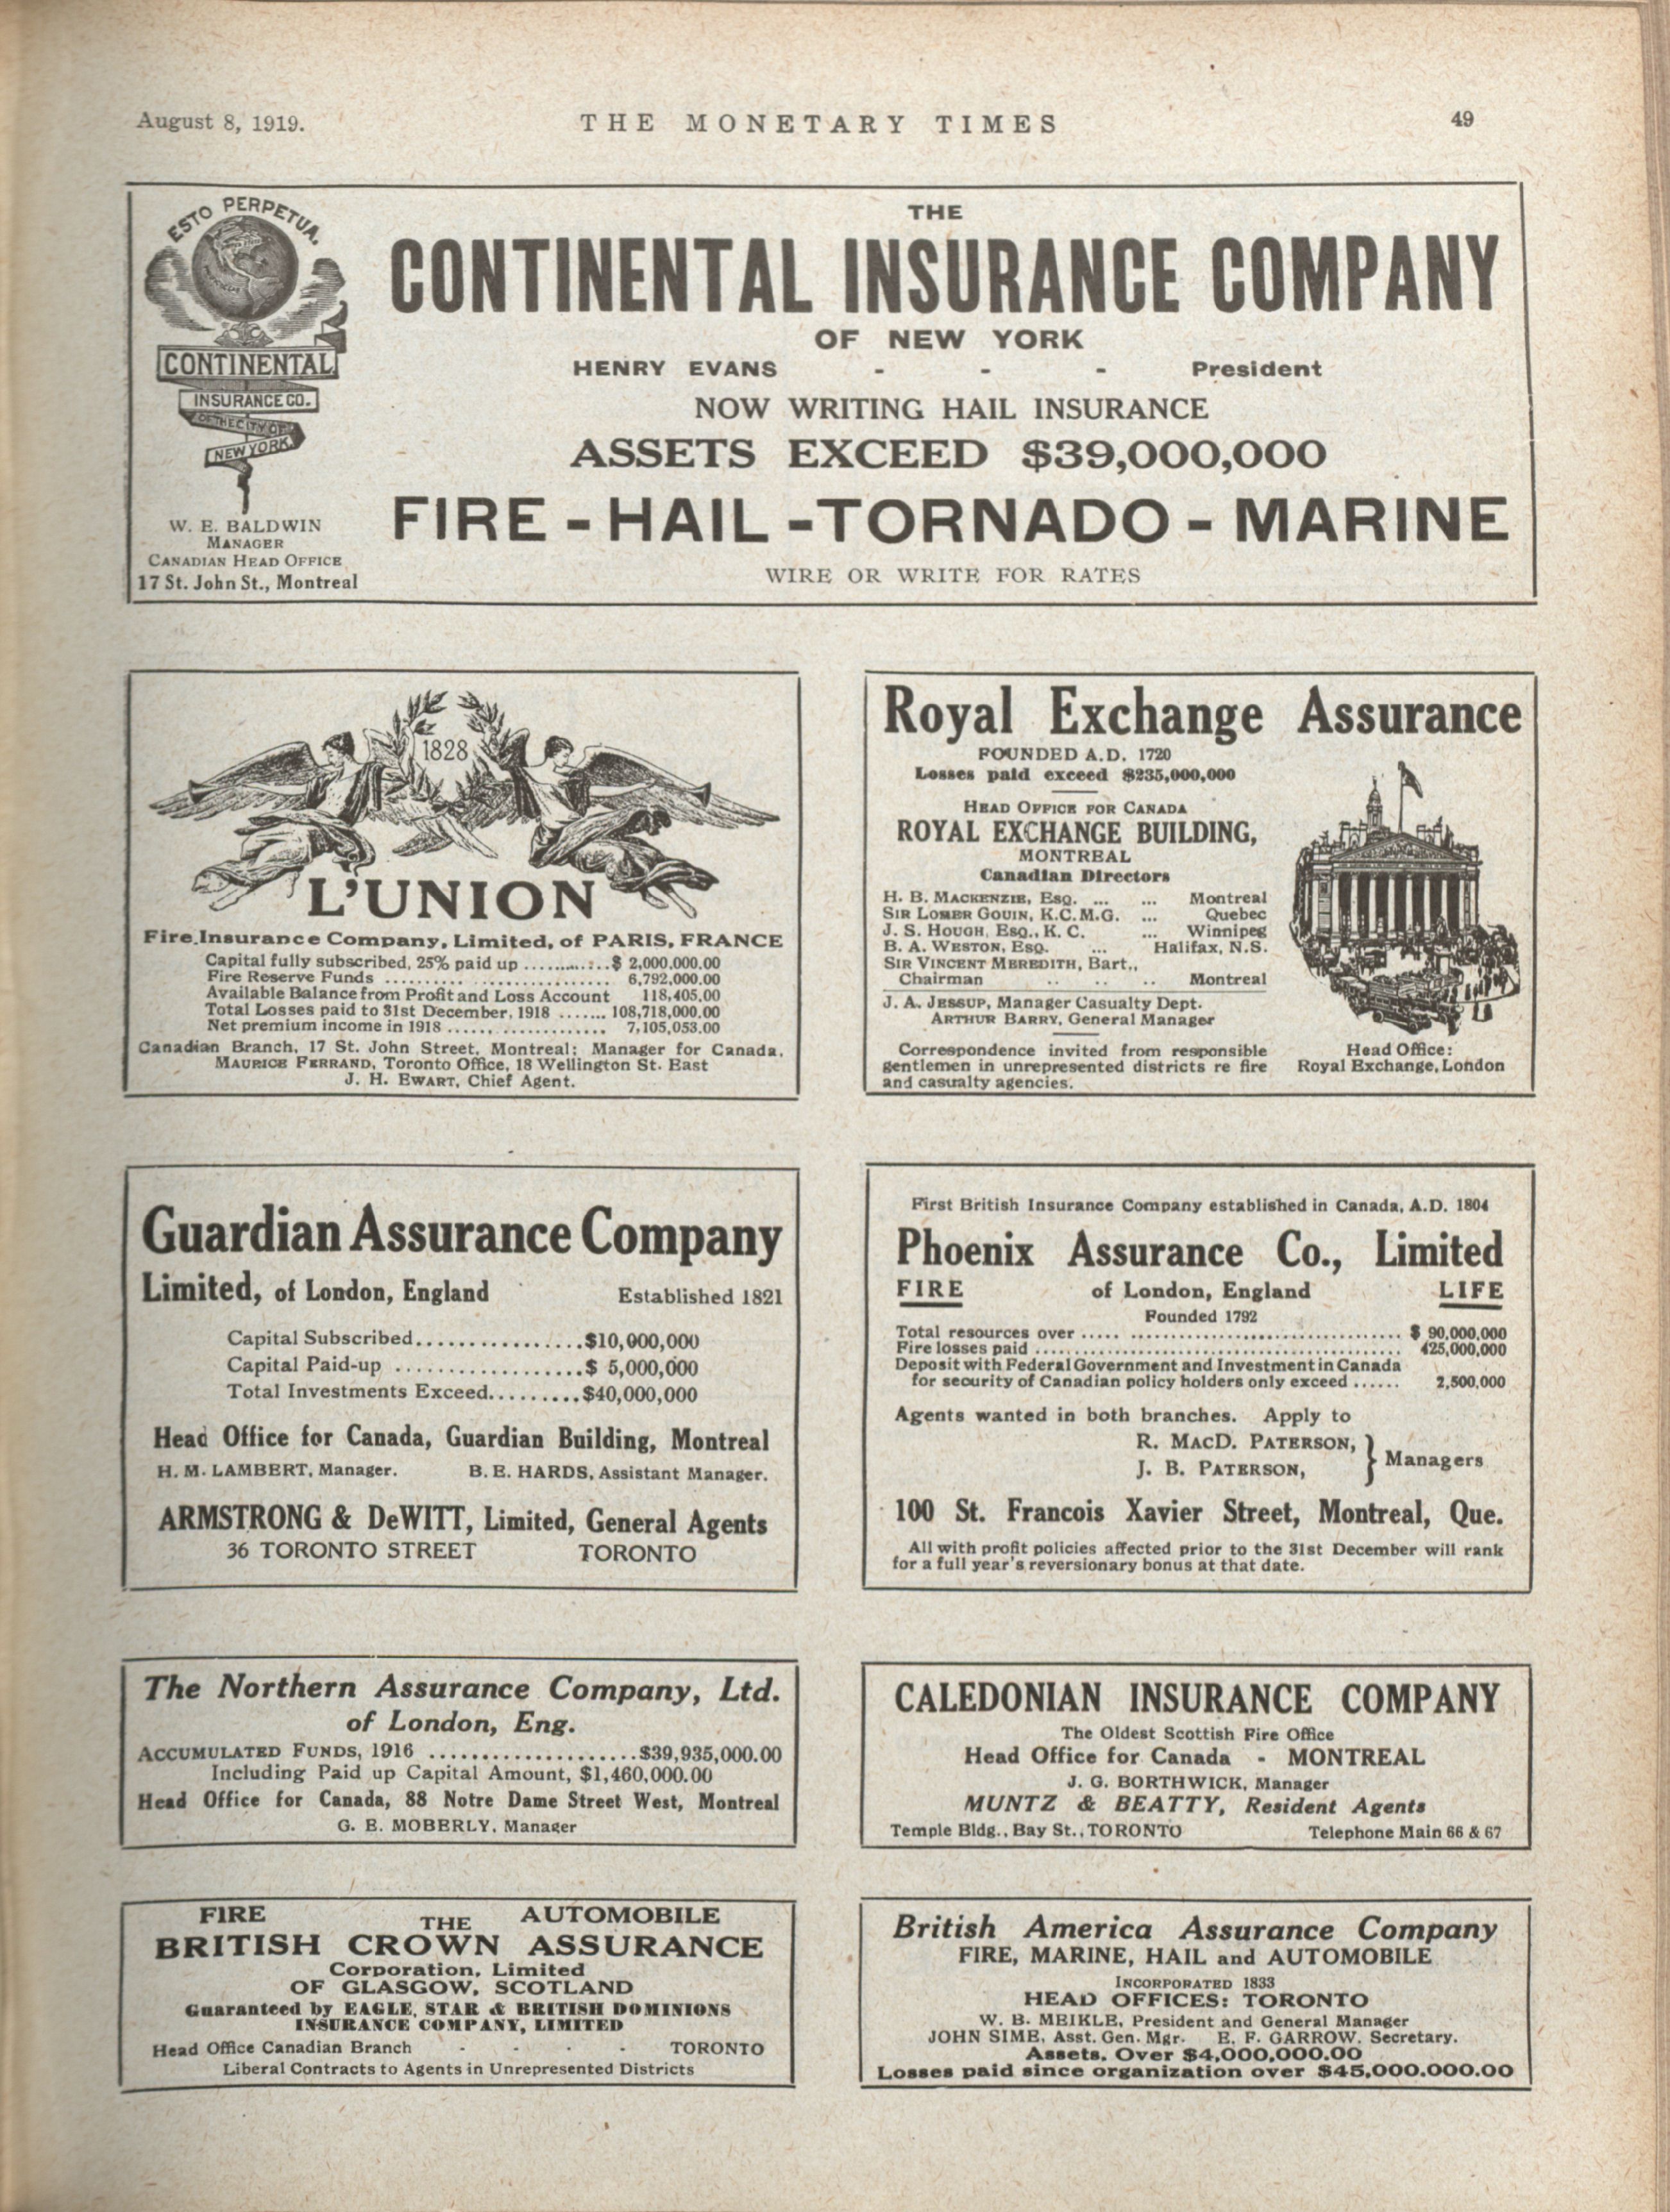 August 8, 1919.
THE MONETARY TIMES
49
ESTO PERPETUA.
CONTINENTAL
INSURANCE CO.
OF THE CITY OF
NEW YORK
W. E. BALDWIN
MANAGER
CANADIAN HEAD OFFICE
17 St. John St., Montreal
THE
CONTINENTAL INSURANCE COMPANY
OF NEW YORK
HENRY EVANS - - - President
NOW WRITING HAIL INSURANCE
ASSETS EXCEED $39,000,000
FIRE - HAIL - TORNADO - MARINE
WIRE OR WRITE FOR RATES
1828
L'UNION
Fire Insurance Company, Limited, of PARIS, FRANCE
Capital fully subscribed, 25% paid up ............$ 2,000,000.00
Fire Reserve Funds ............................ 6,792,000.00
Available Balance from Profit and Loss Account 118,405.00
Total Losses paid to 31st December, 1918 ....... 108,718,000.00
Net premium income in 1918 .................... 7,105,053.00
Canadian Branch, 17 St. John Street, Montreal; Manager for Canada,
MAURICE FERRAND, Toronto Office, 18 Wellington St. East
J. H. EWART, Chief Agent.
Royal Exchange Assurance
FOUNDED A.D. 1720
Losses paid exceed $235,000,000
HEAD OFFICE FOR CANADA
ROYAL EXCHANGE BUILDING,
MONTREAL
Canadian Directors
H. B. MACKENZIE, ESQ. ... ... Montreal
SIR LOMER GOUIN, K.C.M.G. ... Quebec
J. S. HOUGH, ESQ., K. C. ... Winnipeg
B. A. WESTON, ESQ. ... Halifax, N.S.
SIR VINCENT MEREDITH, Bart.,
Chairman .. .. .. Montreal
J. A. JESSUP, Manager Casualty Dept.
ARTHUR BARRY, General Manager
Correspondence invited from responsible
gentlemen in unrepresented districts re fire
and casualty agencies.
Head Office:
Royal Exchange, London
Guardian Assurance Company
Limited, of London, England Established 1821
Capital Subscribed................$10,000,000
Capital Paid-up ..................$ 5,000,000
Total Investments Exceed.........$40,000,000
Head Office for Canada, Guardian Building, Montreal
H. M. LAMBERT, Manager. B. E. HARDS, Assistant Manager.
ARMSTRONG & DeWITT, Limited, General Agents
36 TORONTO STREET TORONTO
First British Insurance Company established in Canada, A.D. 1804
Phoenix Assurance Co., Limited
FIRE of London, England LIFE
Founded 1792
Total resources over ........................................ $ 90,000,000
Fire losses paid ............................................. 425,000,000
Deposit with Federal Government and Investment in Canada
for security of Canadian policy holders only exceed ...... 2,500,000
Agents wanted in both branches. Apply to
R. MACD. PATERSON,
J. B. PATERSON, } Managers
100 St. Francois Xavier Street, Montreal, Que.
All with profit policies affected prior to the 31st December will rank
for a full year's reversionary bonus at that date.
The Northern Assurance Company, Ltd.
of London, Eng.
ACCUMULATED FUNDS, 1916 .....................$39,935,000.00
Including Paid up Capital Amount, $1,460,000.00
Head Office for Canada, 88 Notre Dame Street West, Montreal
G. E. MOBERLY, Manager
CALEDONIAN INSURANCE COMPANY
The Oldest Scottish Fire Office
Head Office for Canada - MONTREAL
J. G. BORTHWICK, Manager
MUNTZ & BEATTY, Resident Agents
Temple Bldg., Bay St., TORONTO Telephone Main 66 & 67
FIRE THE AUTOMOBILE
BRITISH CROWN ASSURANCE
Corporation, Limited
OF GLASGOW, SCOTLAND
Guaranteed by EAGLE, STAR & BRITISH DOMINIONS
INSURANCE COMPANY, LIMITED
Head Office Canadian Branch - - - - TORONTO
Liberal Contracts to Agents in Unrepresented Districts
British America Assurance Company
FIRE, MARINE, HAIL and AUTOMOBILE
INCORPORATED 1833
HEAD OFFICES: TORONTO
W. B. MEIKLE, President and General Manager
JOHN SIME, Asst. Gen. Mgr. E. F. GARROW, Secretary.
Assets, Over $4,000,000.00
Losses paid since organization over $45,000,000.00